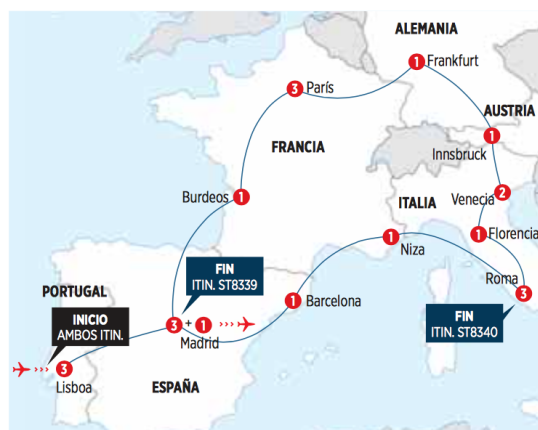 ALEMANIA
1 Frankfurt
3 París
AUSTRIA
1
Innsbruck
FRANCIA
Venecia 2
Burdeos 1
ITALIA
1 Florencia
1
Niza
Roma
3
FIN
ITIN. ST8339
PORTUGAL
1 Barcelona
INICIO
AMBOS ITIN.
3 + 1
Madrid
FIN
ITIN. ST8340
3
Lisboa
ESPAÑA